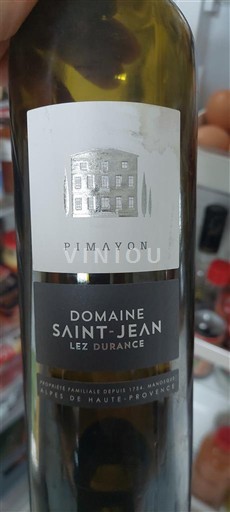 PIMAYON
VINIOU
DOMAINE
SAINT-JEAN
LEZ DURANCE
PROPRIÉTÉ FAMILIALE DEPUIS 1784, MANOSQUE
ALPES DE HAUTE-PROVENCE